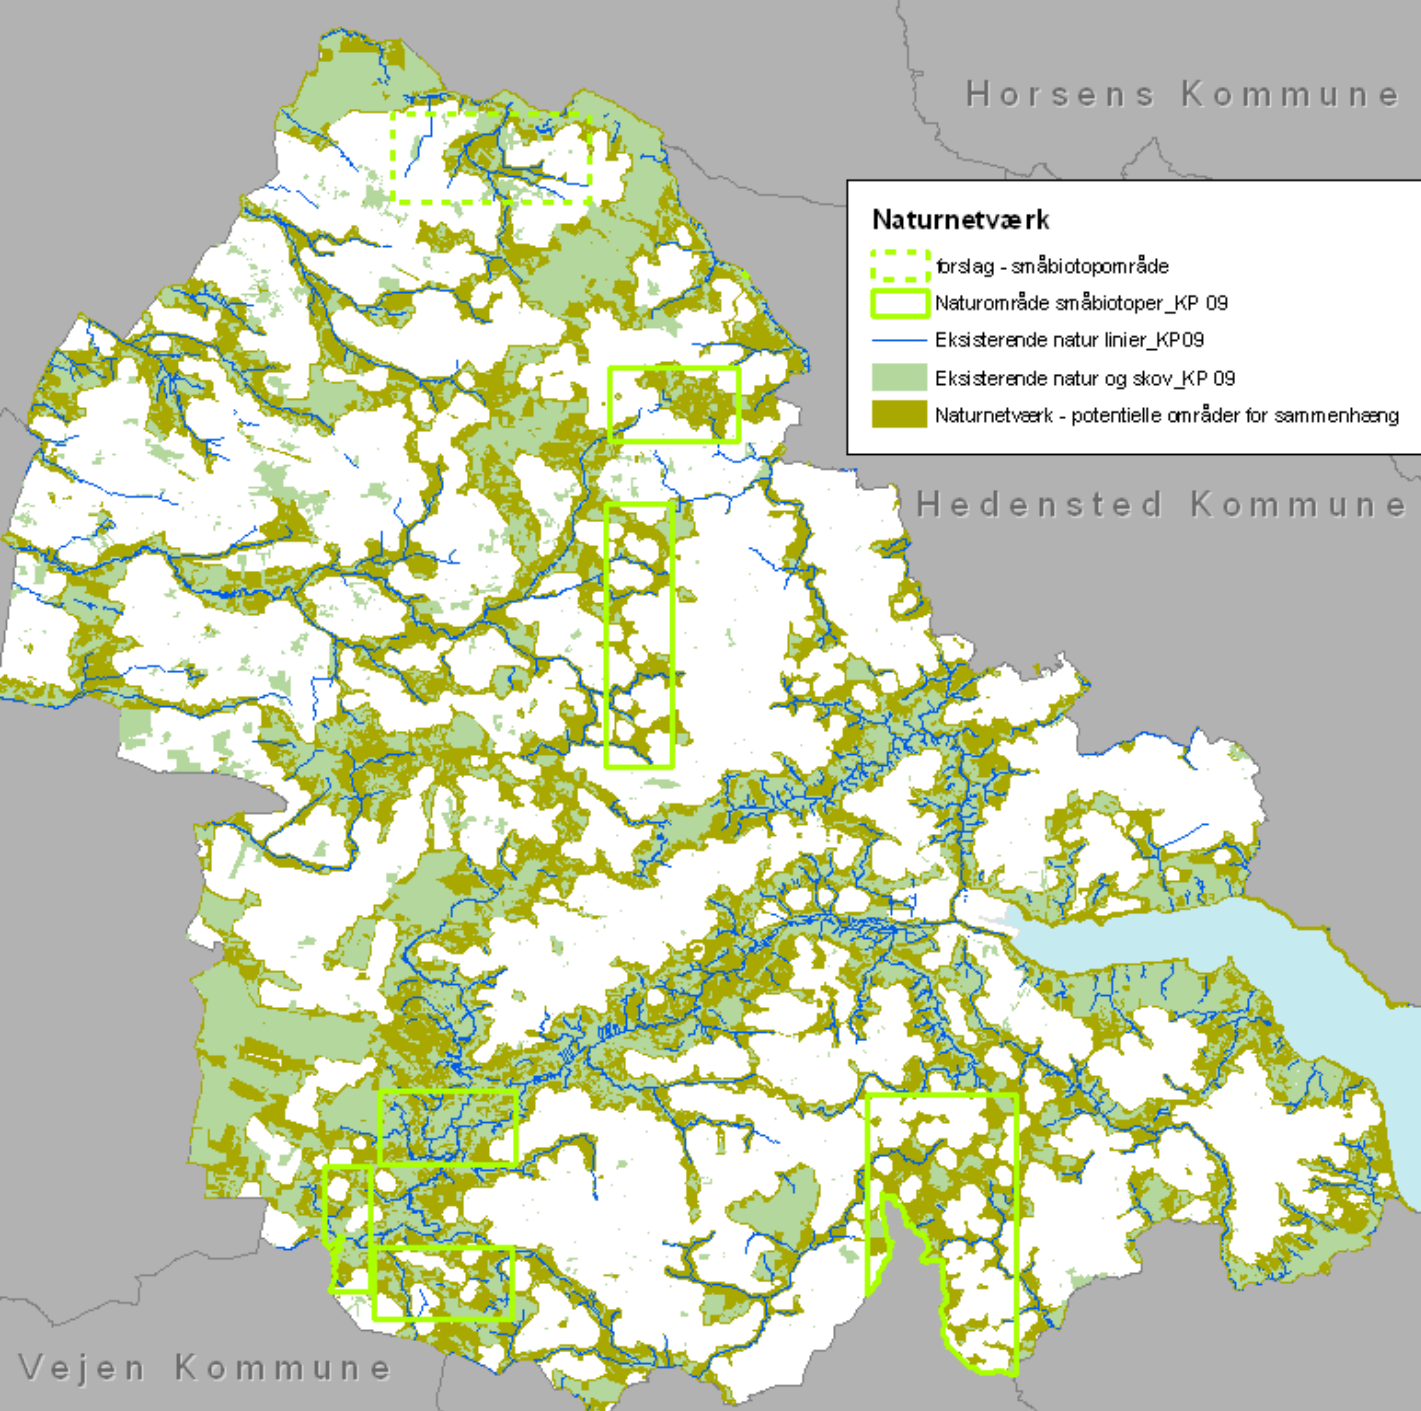 Horsens Kommune
Naturnetværk
forslag - småbiotopområde
Naturområde småbiotoper_KP 09
Eksisterende natur linier_KP09
Eksisterende natur og skov_KP 09
Naturnetværk - potentielle områder for sammenhæng
Hedensted Kommune
Vejen Kommune